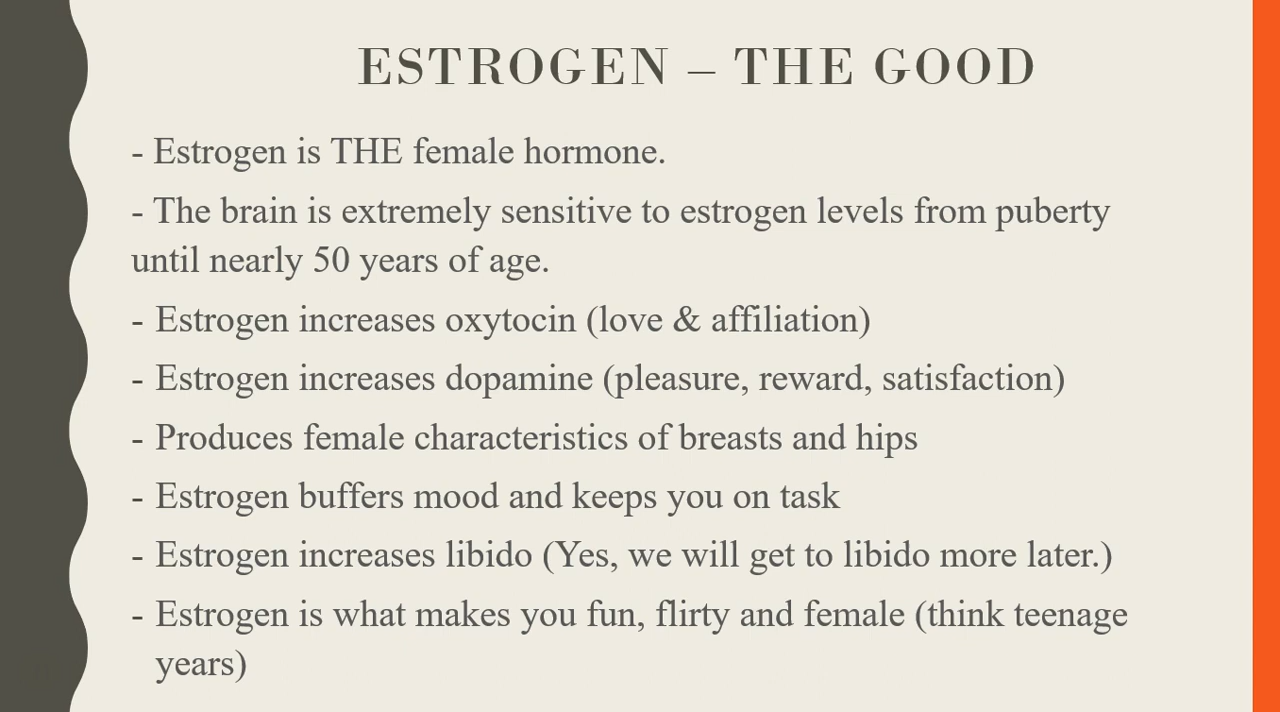 ESTROGEN – THE GOOD
- Estrogen is THE female hormone.
- The brain is extremely sensitive to estrogen levels from puberty
until nearly 50 years of age.
- Estrogen increases oxytocin (love & affiliation)
- Estrogen increases dopamine (pleasure, reward, satisfaction)
- Produces female characteristics of breasts and hips
- Estrogen buffers mood and keeps you on task
- Estrogen increases libido (Yes, we will get to libido more later.)
- Estrogen is what makes you fun, flirty and female (think teenage
years)